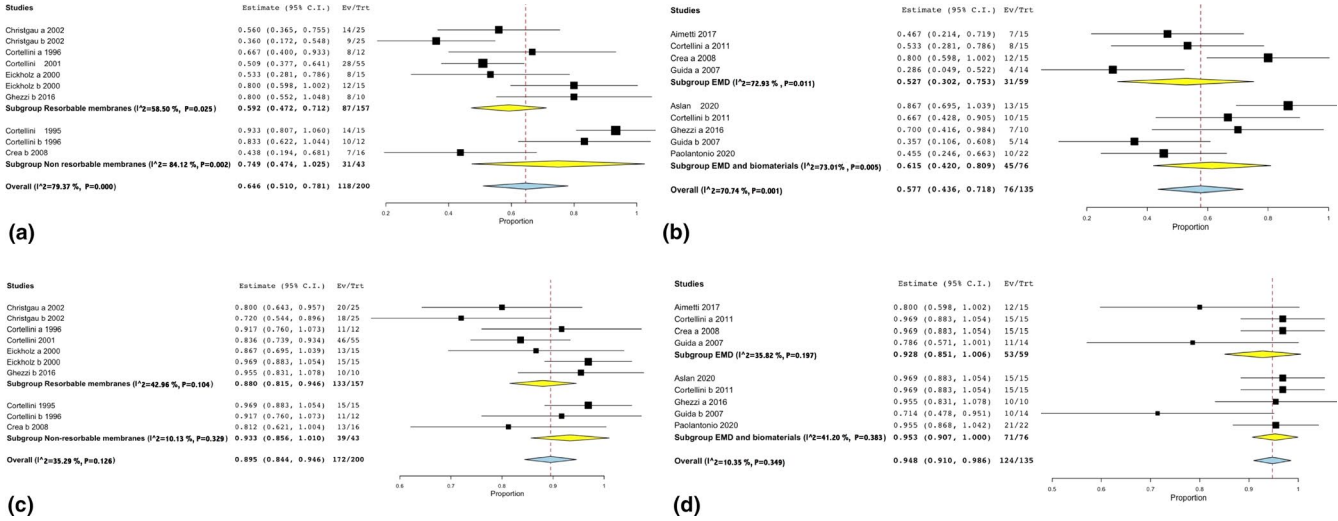 (a)
Studies Estimate (95% C.I.) Ev/Trt
Christgau a 2002 0.560 (0.365, 0.755) 14/25
Christgau b 2002 0.360 (0.172, 0.548) 9/25
Cortellini a 1996 0.667 (0.400, 0.933) 8/12
Cortellini 2001 0.509 (0.377, 0.641) 28/55
Eickholz a 2000 0.533 (0.281, 0.786) 8/15
Eickholz b 2000 0.800 (0.598, 1.002) 12/15
Ghezzi b 2016 0.800 (0.552, 1.048) 8/10
Subgroup Resorbable membranes (I^2=58.50 %, P=0.025) 0.592 (0.472, 0.712) 87/157
Cortellini 1995 0.933 (0.807, 1.060) 14/15
Cortellini b 1996 0.833 (0.622, 1.044) 10/12
Crea b 2008 0.438 (0.194, 0.681) 7/16
Subgroup Non resorbable membranes (I^2= 84.12 %, P=0.002) 0.749 (0.474, 1.025) 31/43
Overall (I^2=79.37 %, P=0.000) 0.646 (0.510, 0.781) 118/200
0.2 0.4 0.6 0.8 1
Proportion
(b)
Studies Estimate (95% C.I.) Ev/Trt
Aimetti 2017 0.467 (0.214, 0.719) 7/15
Cortellini a 2011 0.533 (0.281, 0.786) 8/15
Crea a 2008 0.800 (0.598, 1.002) 12/15
Guida a 2007 0.286 (0.049, 0.522) 4/14
Subgroup EMD (I^2=72.93 % , P=0.011) 0.527 (0.302, 0.753) 31/59
Aslan 2020 0.867 (0.695, 1.039) 13/15
Cortellini b 2011 0.667 (0.428, 0.905) 10/15
Ghezzi a 2016 0.700 (0.416, 0.984) 7/10
Guida b 2007 0.357 (0.106, 0.608) 5/14
Paolantonio 2020 0.455 (0.246, 0.663) 10/22
Subgroup EMD and biomaterials (I^2=73.01% , P=0.005) 0.615 (0.420, 0.809) 45/76
Overall (I^2=70.74 %, P=0.001) 0.577 (0.436, 0.718) 76/135
0.2 0.4 0.6 0.8 1
Proportion
(c)
Studies Estimate (95% C.I.) Ev/Trt
Christgau a 2002 0.800 (0.643, 0.957) 20/25
Christgau b 2002 0.720 (0.544, 0.896) 18/25
Cortellini a 1996 0.917 (0.760, 1.073) 11/12
Cortellini 2001 0.836 (0.739, 0.934) 46/55
Eickholz a 2000 0.867 (0.695, 1.039) 13/15
Eickholz b 2000 0.969 (0.883, 1.054) 15/15
Ghezzi b 2016 0.955 (0.831, 1.078) 10/10
Subgroup Resorbable membranes (I^2=42.96 %, P=0.104) 0.880 (0.815, 0.946) 133/157
Cortellini 1995 0.969 (0.883, 1.054) 15/15
Cortellini b 1996 0.917 (0.760, 1.073) 11/12
Crea b 2008 0.812 (0.621, 1.004) 13/16
Subgroup Non-resorbable membranes (I^2=10.13 %, P=0.329) 0.933 (0.856, 1.010) 39/43
Overall (I^2=35.29 %, P=0.126) 0.895 (0.844, 0.946) 172/200
0.6 0.7 0.8 0.9 1
Proportion
(d)
Studies Estimate (95% C.I.) Ev/Trt
Aimetti 2017 0.800 (0.598, 1.002) 12/15
Cortellini a 2011 0.969 (0.883, 1.054) 15/15
Crea a 2008 0.969 (0.883, 1.054) 15/15
Guida a 2007 0.786 (0.571, 1.001) 11/14
Subgroup EMD (I^2=35.82 %, P=0.197) 0.928 (0.851, 1.006) 53/59
Aslan 2020 0.969 (0.883, 1.054) 15/15
Cortellini b 2011 0.969 (0.883, 1.054) 15/15
Ghezzi a 2016 0.955 (0.831, 1.078) 10/10
Guida b 2007 0.714 (0.478, 0.951) 10/14
Paolantonio 2020 0.955 (0.868, 1.042) 21/22
Subgroup EMD and biomaterials (I^2=41.20 %, P=0.383) 0.953 (0.907, 1.000) 71/76
Overall (I^2=10.35 %, P=0.349) 0.948 (0.910, 0.986) 124/135
0.5 0.6 0.7 0.8 0.9 1
Proportion